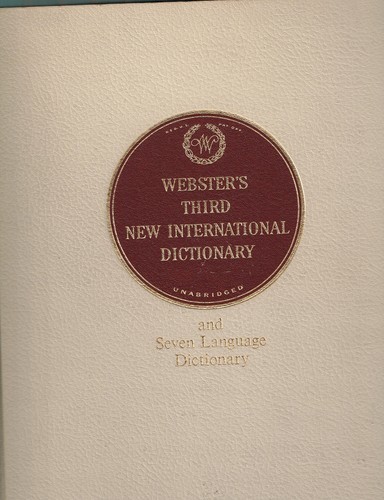 W
WEBSTER'S
THIRD
NEW INTERNATIONAL
DICTIONARY
UNABRIDGED
and
Seven Language
Dictionary